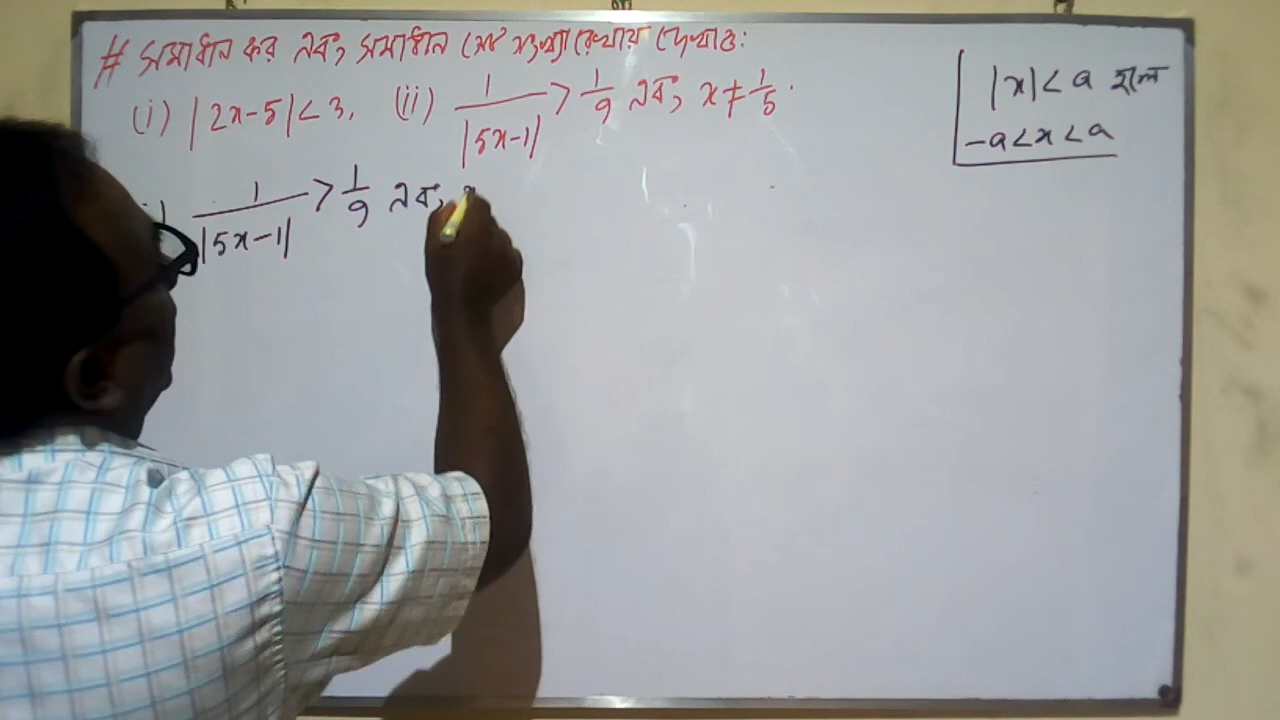 # সমাধান কর এবং সমাধান সেট সংখ্যা রেখায় দেখাও:
(i) |2x-5|<3, (ii) 1/|5x-1| > 1/9 এবং x≠1/5.
|x|<a হলে
-a<x<a
1/|5x-1| > 1/9 এবং